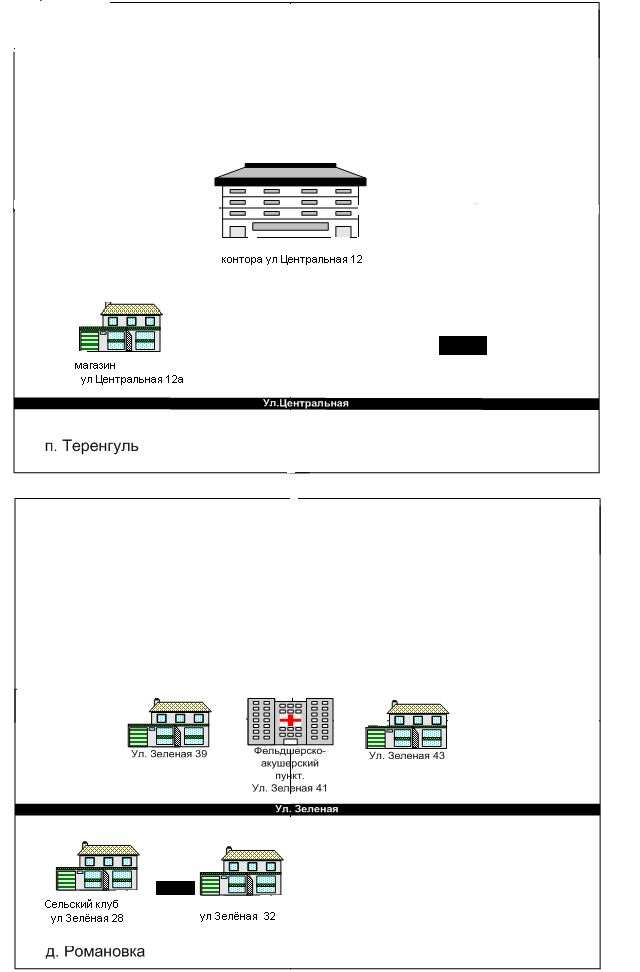 контора ул Центральная 12
магазин
ул Центральная 12а
Ул.Центральная
п. Теренгуль
Ул. Зеленая 39
Фельдшерско-
акушерский
пункт.
Ул. Зеленая 41
Ул. Зеленая 43
Ул. Зеленая
Сельский клуб
ул Зелёная 28
ул Зелёная 32
д. Романовка